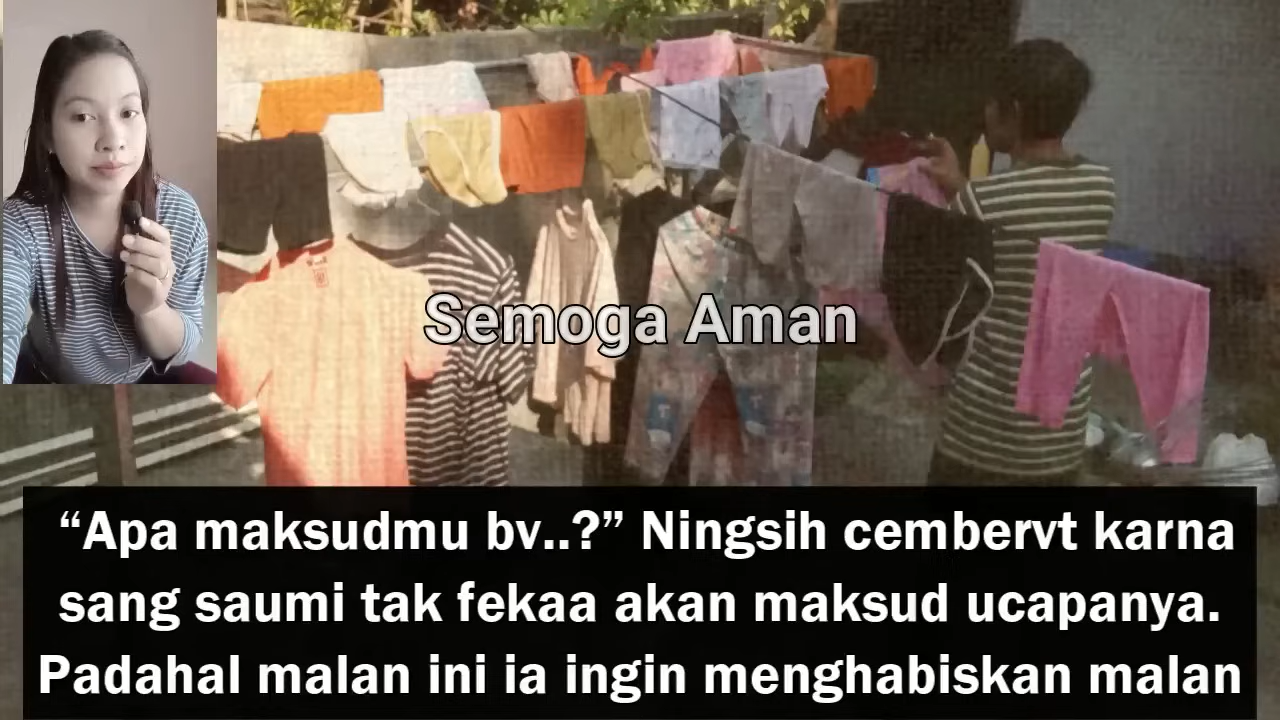 Semoga Aman
“Apa maksudmu bv..?” Ningsih cembervt karna
sang saumi tak fekaa akan maksud ucapanya.
Padahal malan ini ia ingin menghabiskan malan